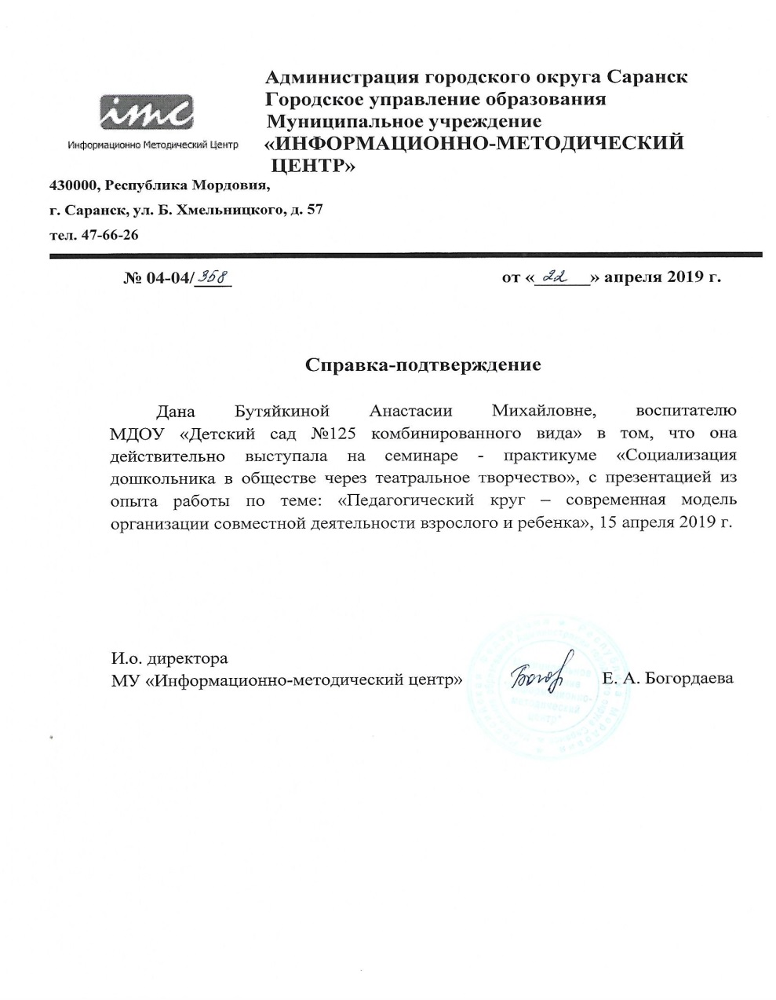 Администрация городского округа Саранск
Городское управление образования
Муниципальное учреждение
«ИНФОРМАЦИОННО-МЕТОДИЧЕСКИЙ
ЦЕНТР»
imc
Информационно Методический Центр
430000, Республика Мордовия,
г. Саранск, ул. Б. Хмельницкого, д. 57
тел. 47-66-26
№ 04-04/358 от «22» апреля 2019 г.
Справка-подтверждение
Дана Бутяйкиной Анастасии Михайловне, воспитателю
МДОУ «Детский сад №125 комбинированного вида» в том, что она
действительно выступала на семинаре - практикуме «Социализация
дошкольника в обществе через театральное творчество», с презентацией из
опыта работы по теме: «Педагогический круг – современная модель
организации совместной деятельности взрослого и ребенка», 15 апреля 2019 г.
И.о. директора
МУ «Информационно-методический центр» Богор Е. А. Богордаева